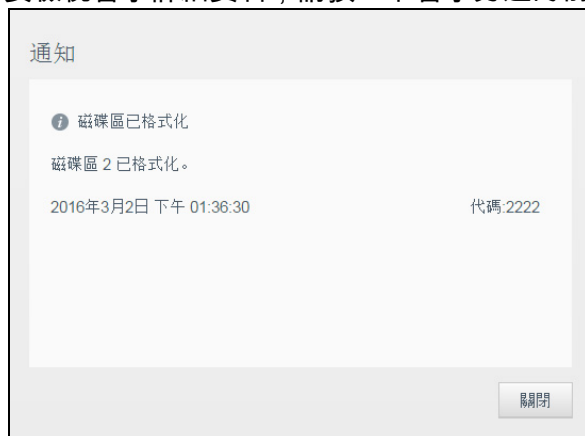 通知
磁碟區已格式化
磁碟區 2 已格式化。
2016年3月2日 下午 01:36:30 代碼:2222
關閉